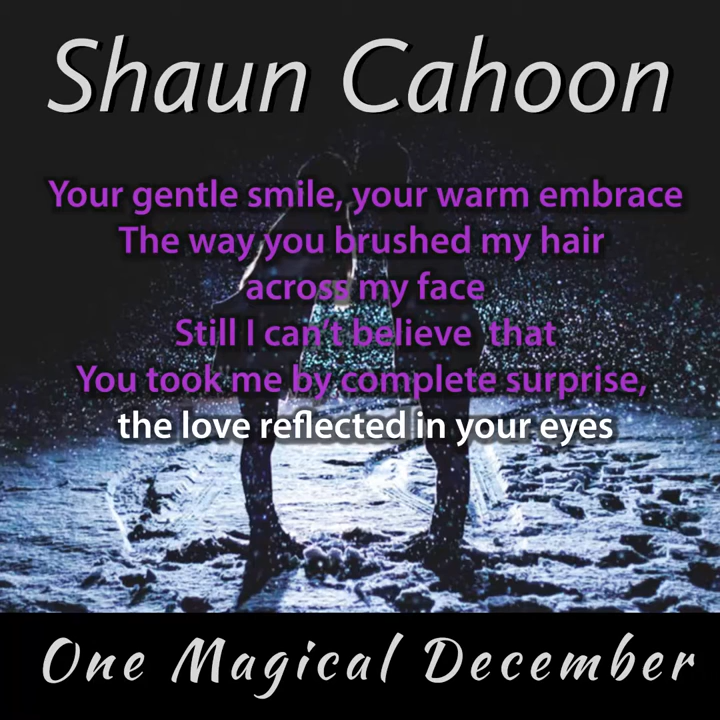 Shaun Cahoon
Your gentle smile, your warm embrace
The way you brushed my hair
across my face
Still I can't believe that
You took me by complete surprise,
the love reflected in your eyes
One Magical December